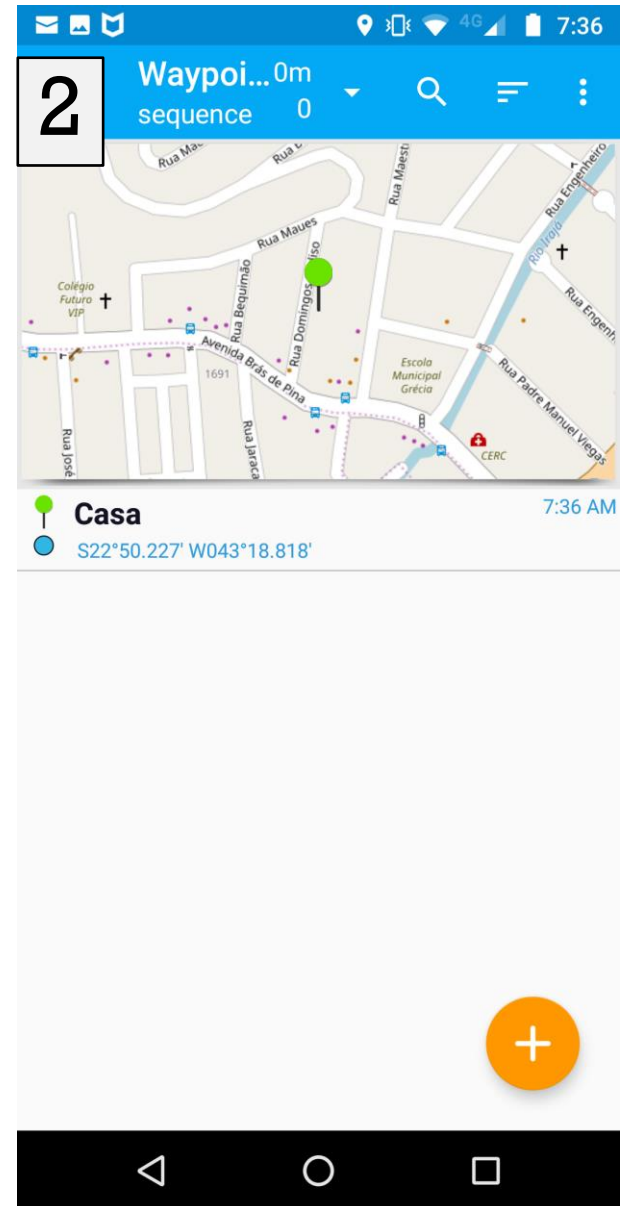 4G 7:36
2
Waypoi... 0m
sequence 0
Rua Maues
Rua Maest
Rua Engenheiro
Rio Irajá
Colégio
Futuro
VIP
Rua Bequimão
Rua Domingos
Rua Engenh
Avenida Brás de Pina
1691
Escola
Municipal
Grécia
Rua Padre Manuel Viegas
Rua José
Rua Jaraca
CERC
Casa 7:36 AM
S22°50.227' W043°18.818'